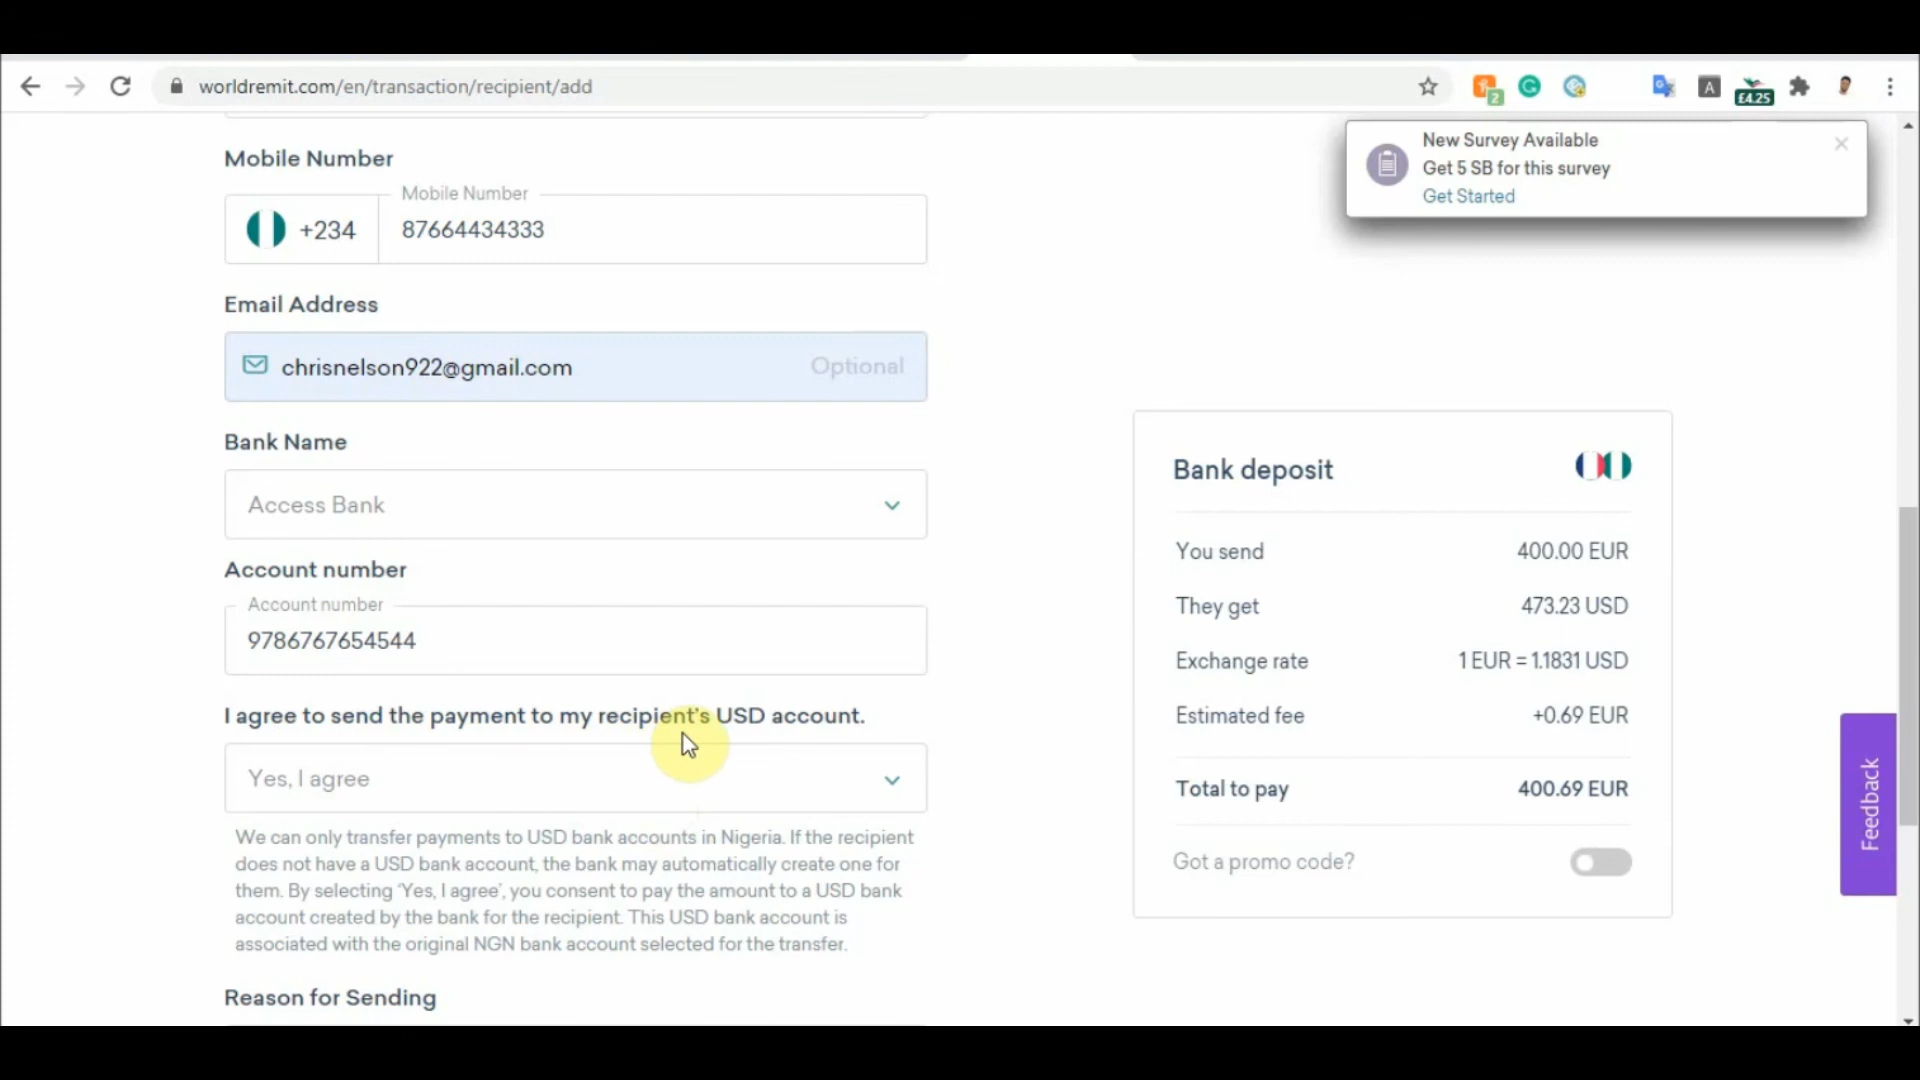 worldremit.com/en/transaction/recipient/add
2
A
£4.25
New Survey Available
Get 5 SB for this survey
Get Started
Mobile Number
Mobile Number
+234
87664434333
Email Address
chrisnelson922@gmail.com
Optional
Bank Name
Access Bank
Account number
Account number
9786767654544
I agree to send the payment to my recipient's USD account.
Yes, I agree
We can only transfer payments to USD bank accounts in Nigeria. If the recipient
does not have a USD bank account, the bank may automatically create one for
them. By selecting 'Yes, I agree', you consent to pay the amount to a USD bank
account created by the bank for the recipient. This USD bank account is
associated with the original NGN bank account selected for the transfer.
Reason for Sending
Bank deposit
You send 400.00 EUR
They get 473.23 USD
Exchange rate 1 EUR = 1.1831 USD
Estimated fee +0.69 EUR
Total to pay 400.69 EUR
Got a promo code?
Feedback